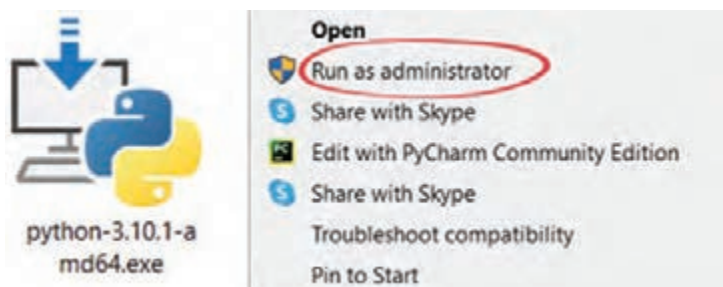 python-3.10.1-a
md64.exe
Open
Run as administrator
Share with Skype
Edit with PyCharm Community Edition
Share with Skype
Troubleshoot compatibility
Pin to Start